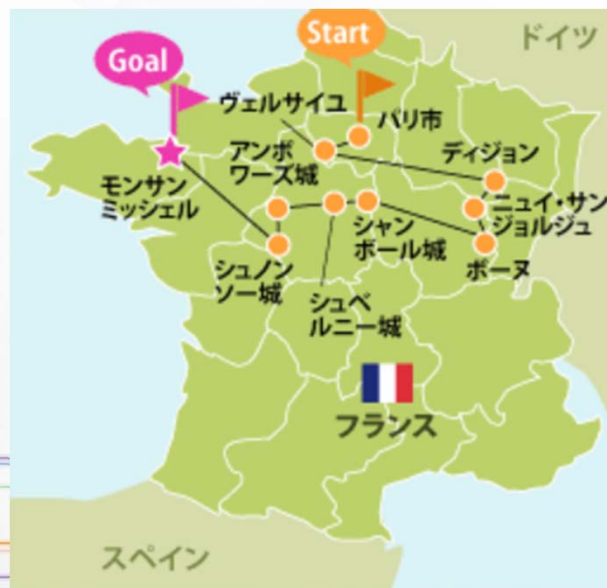 Start
ドイツ
Goal
ヴェルサイユ
パリ市
アンボ
ワーズ城
ディジョン
モンサン
ミッシェル
シャン
ボール城
ニュイ・サン
ジョルジュ
シュノン
ソー城
ボーヌ
シュベ
ルニー城
フランス
スペイン